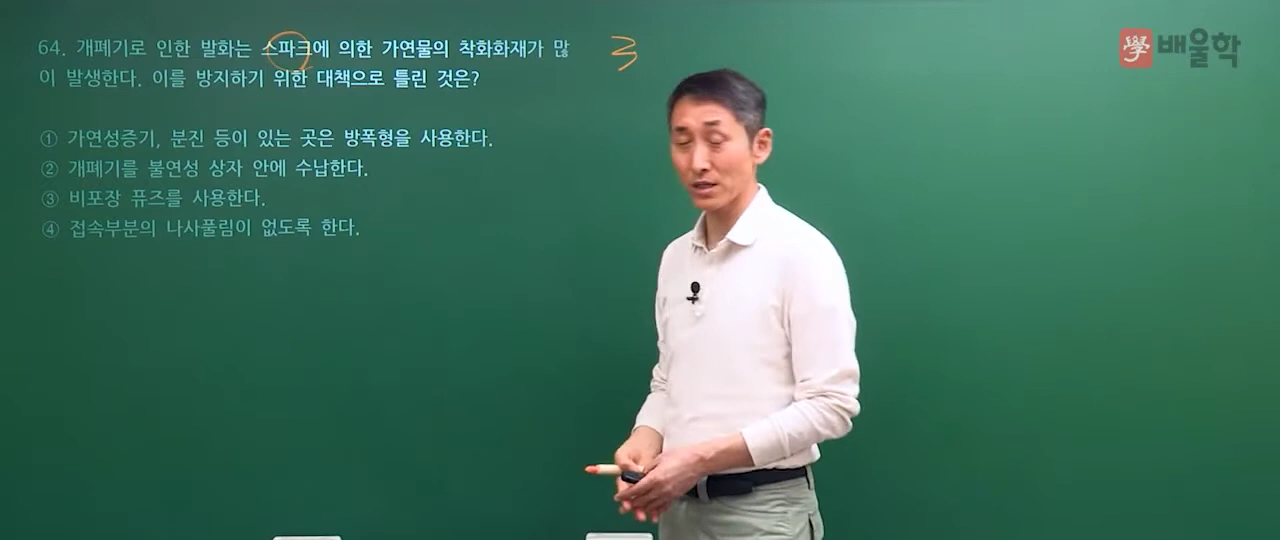 64. 개폐기로 인한 발화는 스파크에 의한 가연물의 착화화재가 많
이 발생한다. 이를 방지하기 위한 대책으로 틀린 것은?
3
學 배울학
① 가연성증기, 분진 등이 있는 곳은 방폭형을 사용한다.
② 개폐기를 불연성 상자 안에 수납한다.
③ 비포장 퓨즈를 사용한다.
④ 접속부분의 나사풀림이 없도록 한다.